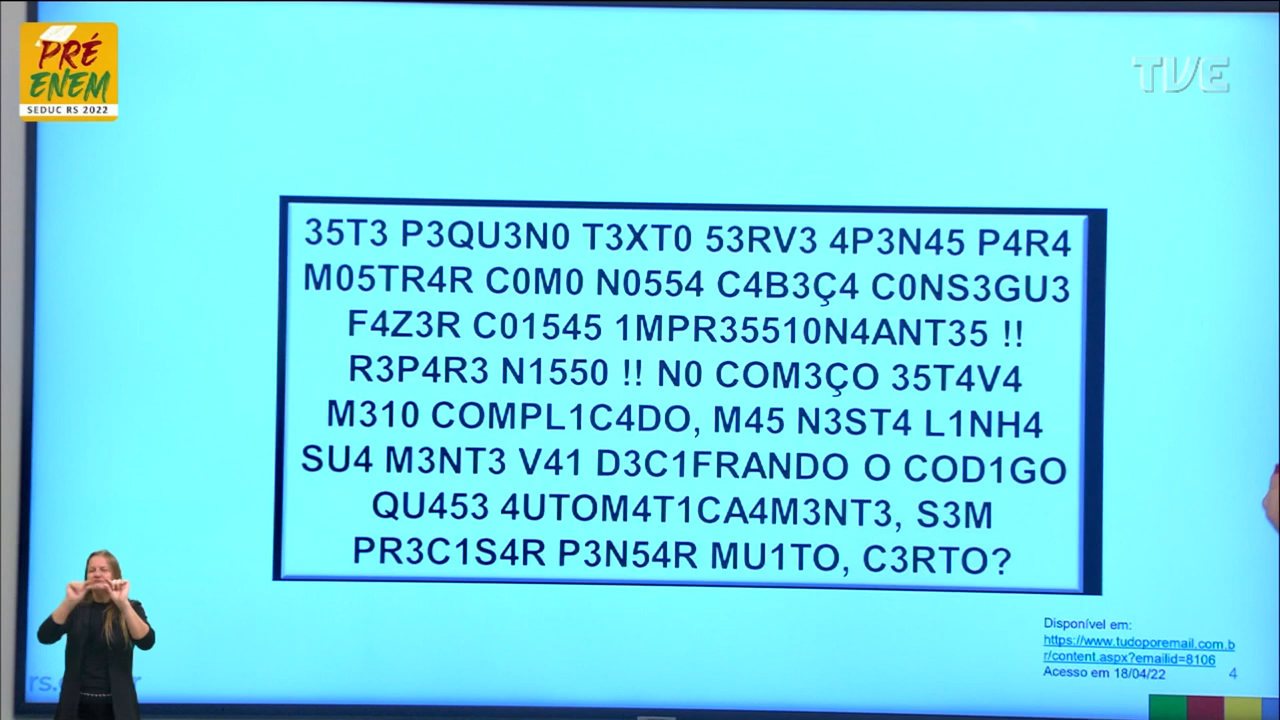 PRÉ
ENEM
SEDUC RS 2022
TVE
35T3 P3QU3N0 T3XT0 53RV3 4P3N45 P4R4
M05TR4R C0M0 N0554 C4B3Ç4 C0NS3GU3
F4Z3R C01545 1MPR35510N4ANT35 !!
R3P4R3 N1550 !! N0 COM3ÇO 35T4V4
M310 COMPL1C4DO, M45 N3ST4 L1NH4
SU4 M3NT3 V41 D3C1FRANDO O COD1GO
QU453 4UTOM4T1CA4M3NT3, S3M
PR3C1S4R P3N54R MU1TO, C3RTO?
Disponível em:
https://www.tudoporemail.com.b
r/content.aspx?emailid=8106
Acesso em 18/04/22
4